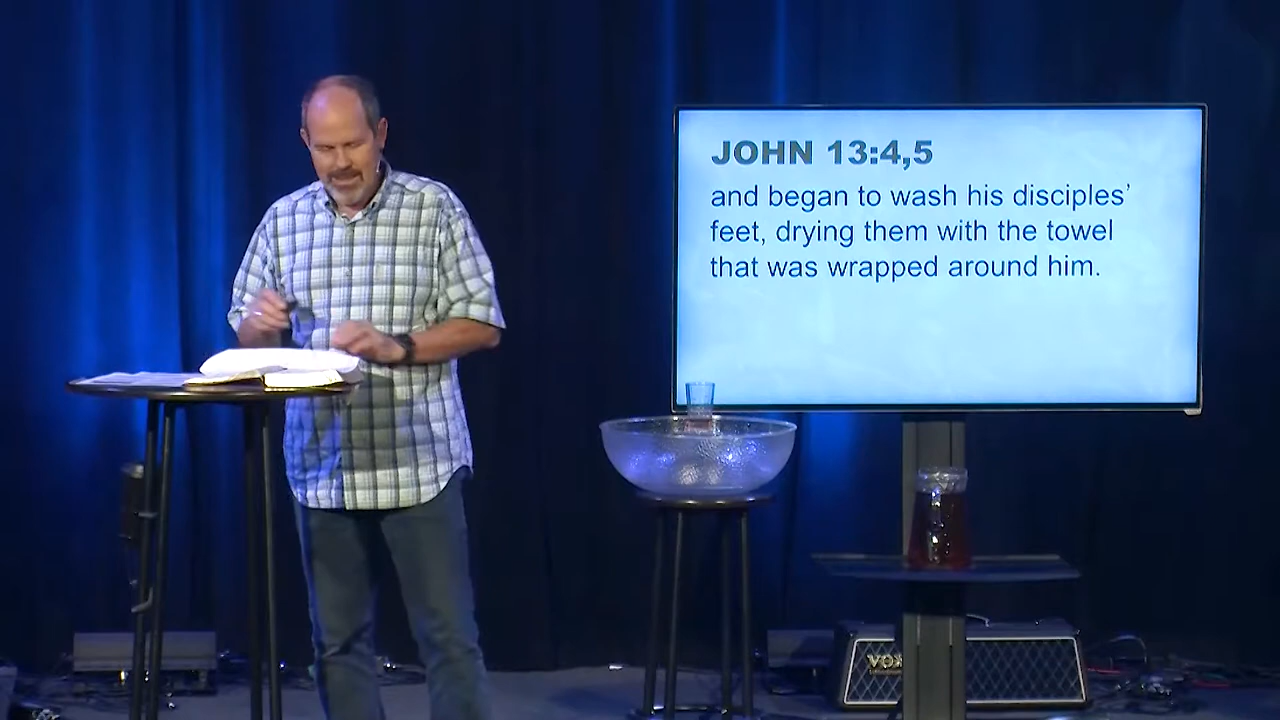 JOHN 13:4,5
and began to wash his disciples’
feet, drying them with the towel
that was wrapped around him.
VOX